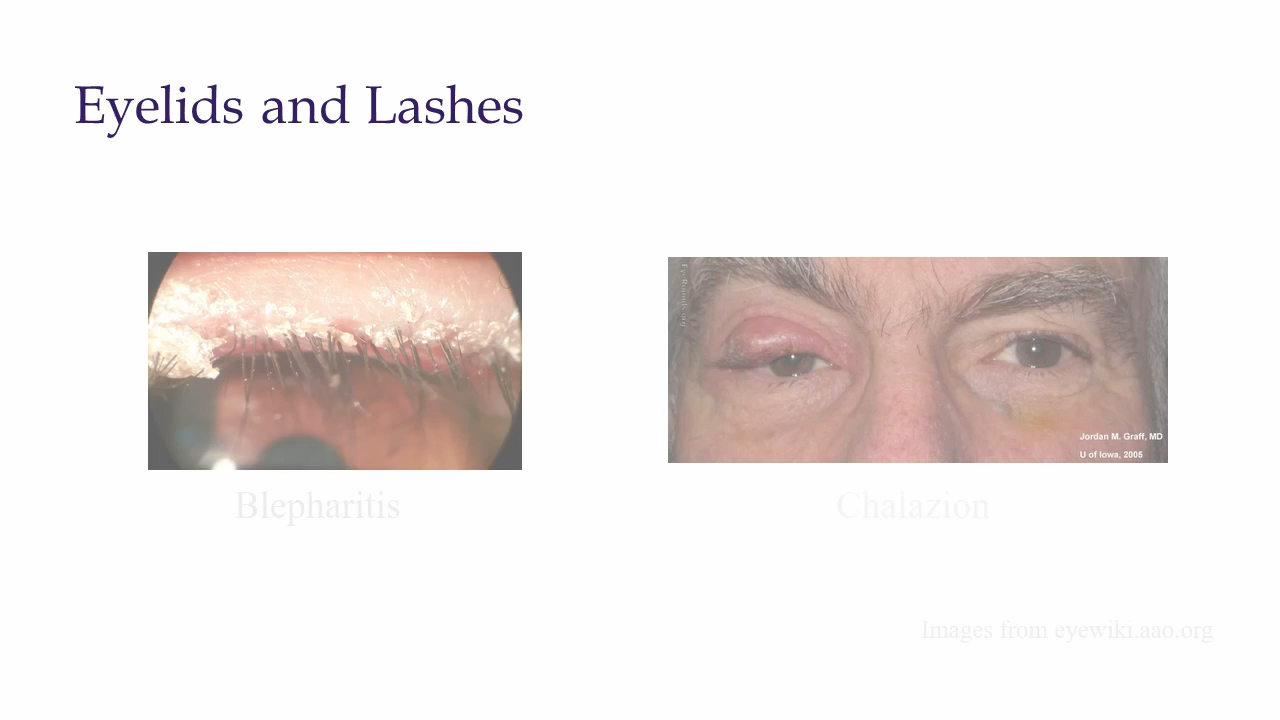 Eyelids and Lashes
Jordan M. Graff, MD
U of Iowa, 2005
Blepharitis
Chalazion
Images from eyewiki.aao.org